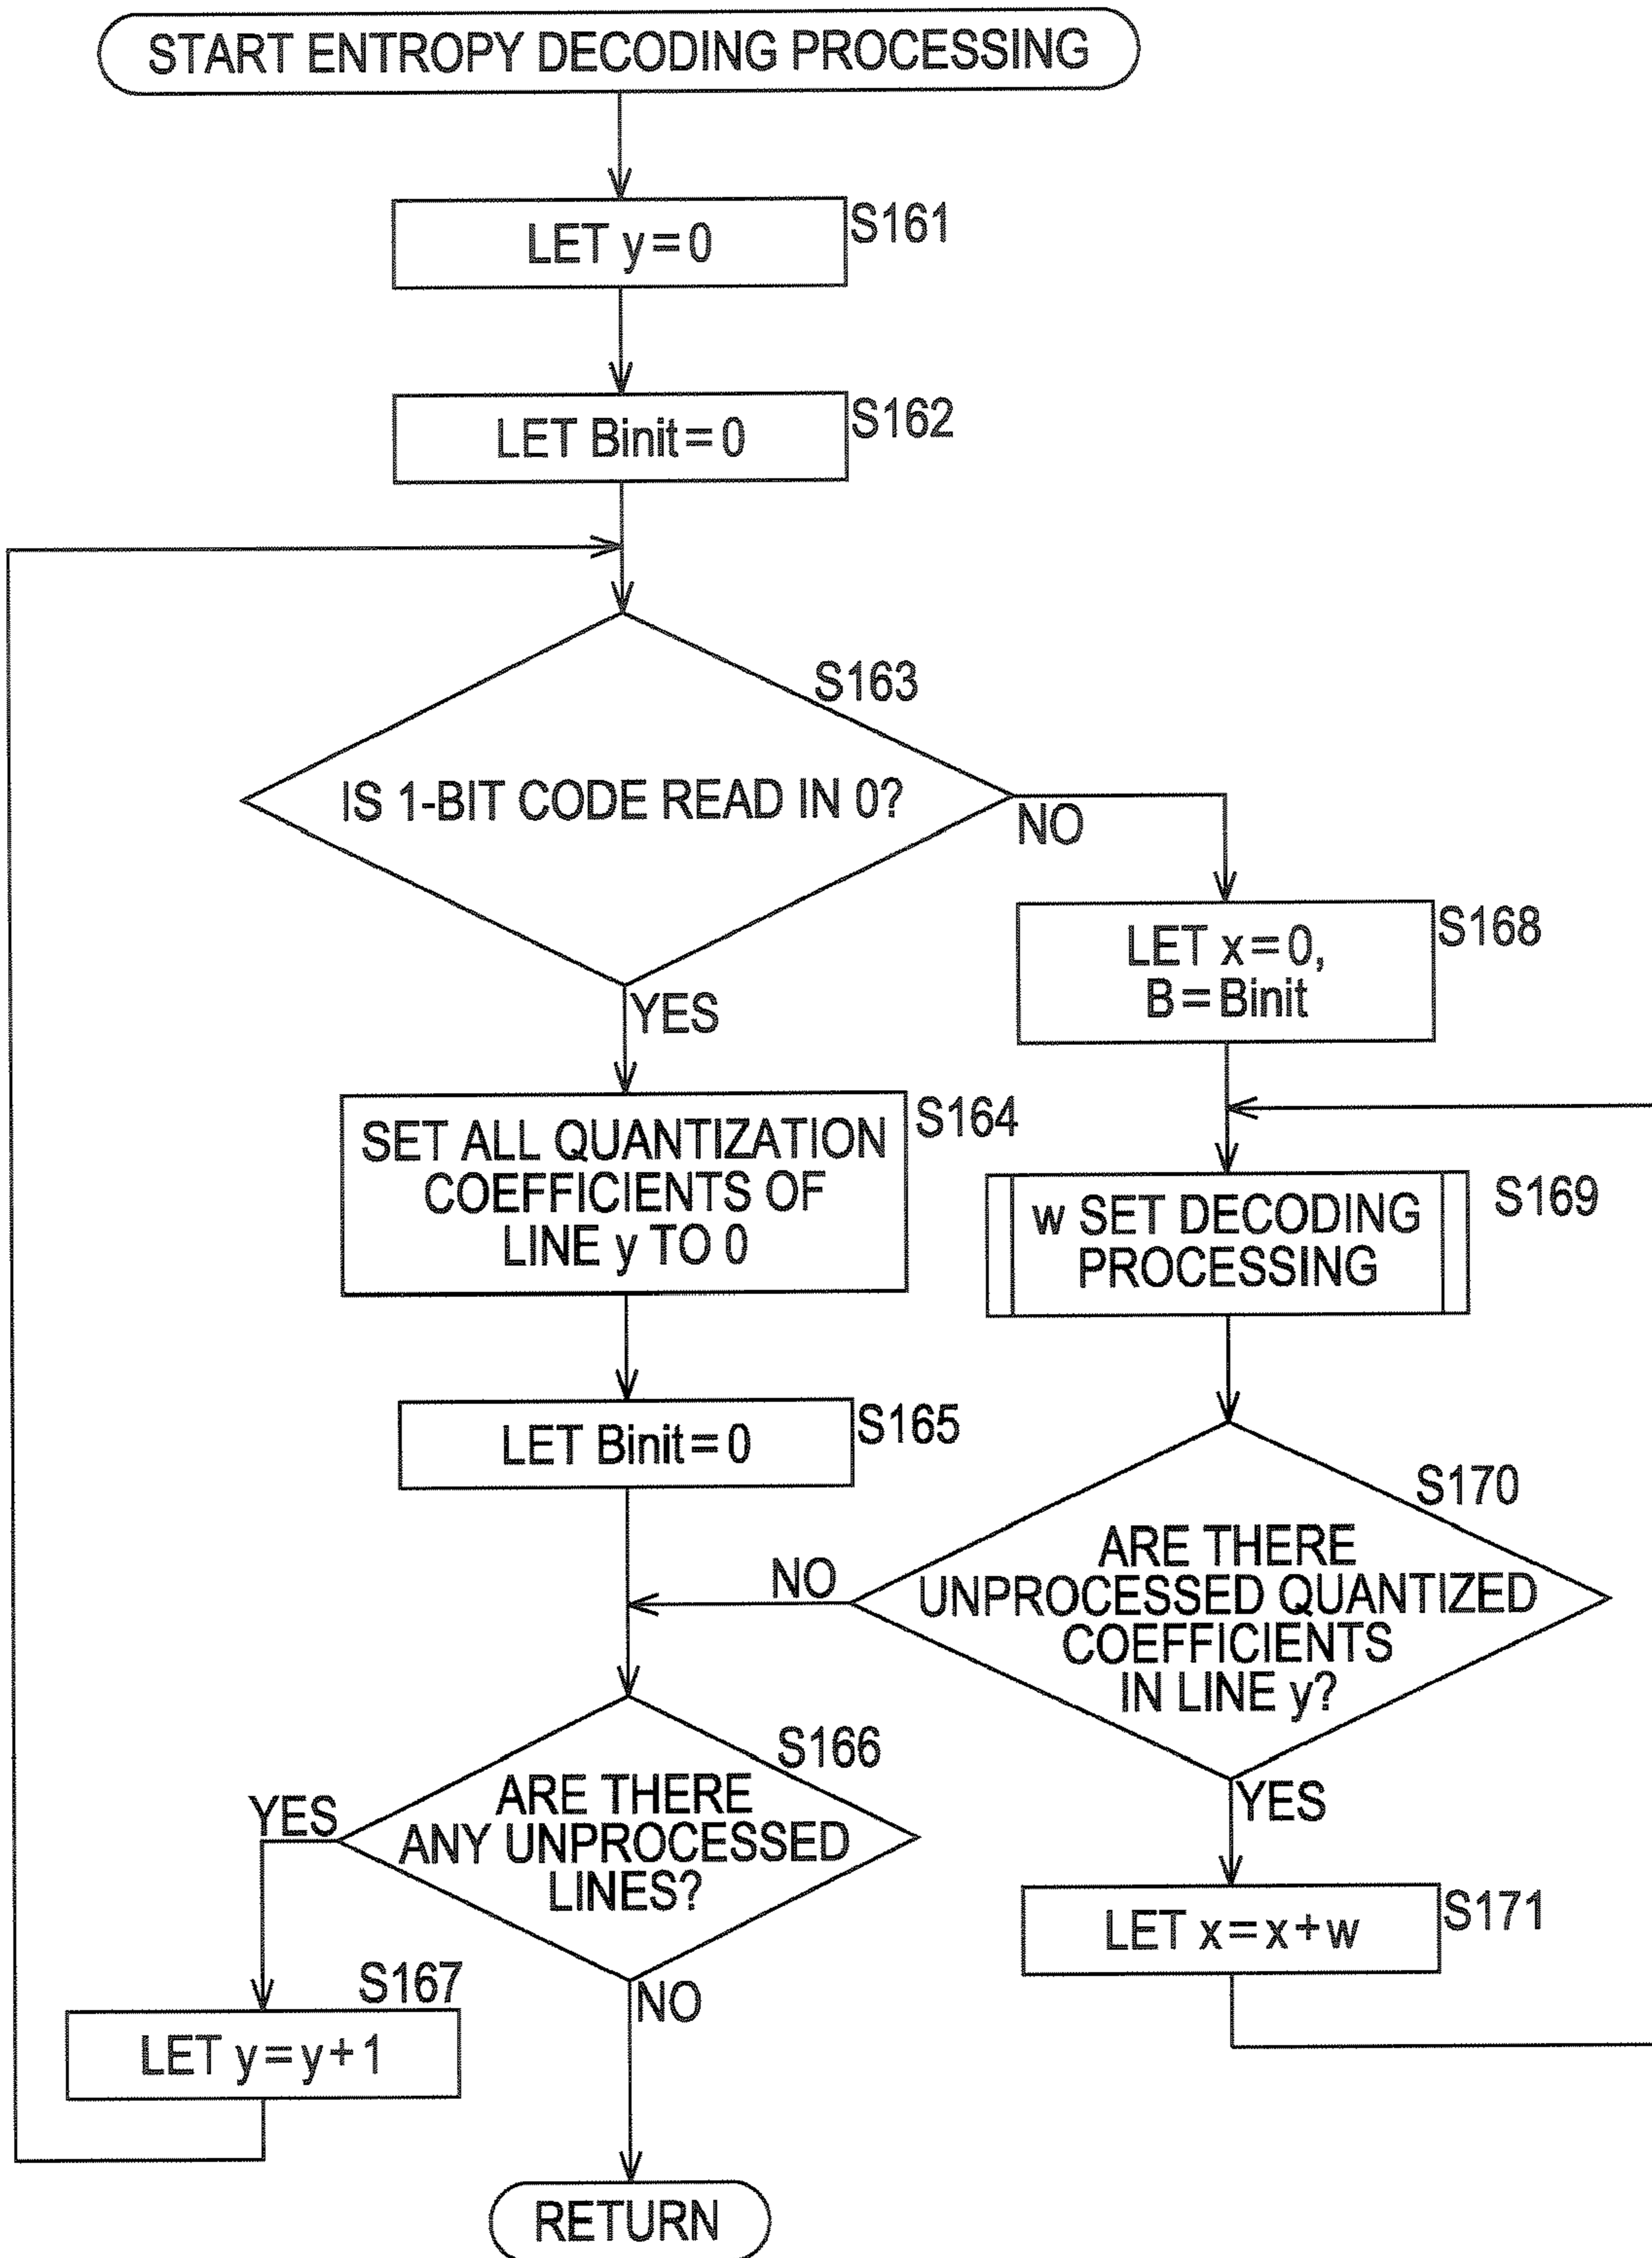 START ENTROPY DECODING PROCESSING
LET y=0
S161
LET Binit=0
S162
S163
IS 1-BIT CODE READ IN 0?
NO
YES
LET x=0,
B=Binit
S168
SET ALL QUANTIZATION
COEFFICIENTS OF
LINE y TO 0
S164
w SET DECODING
PROCESSING
S169
LET Binit=0
S165
S170
ARE THERE
UNPROCESSED QUANTIZED
COEFFICIENTS
IN LINE y?
NO
YES
S166
ARE THERE
ANY UNPROCESSED
LINES?
YES
NO
LET x=x+w
S171
S167
LET y=y+1
RETURN